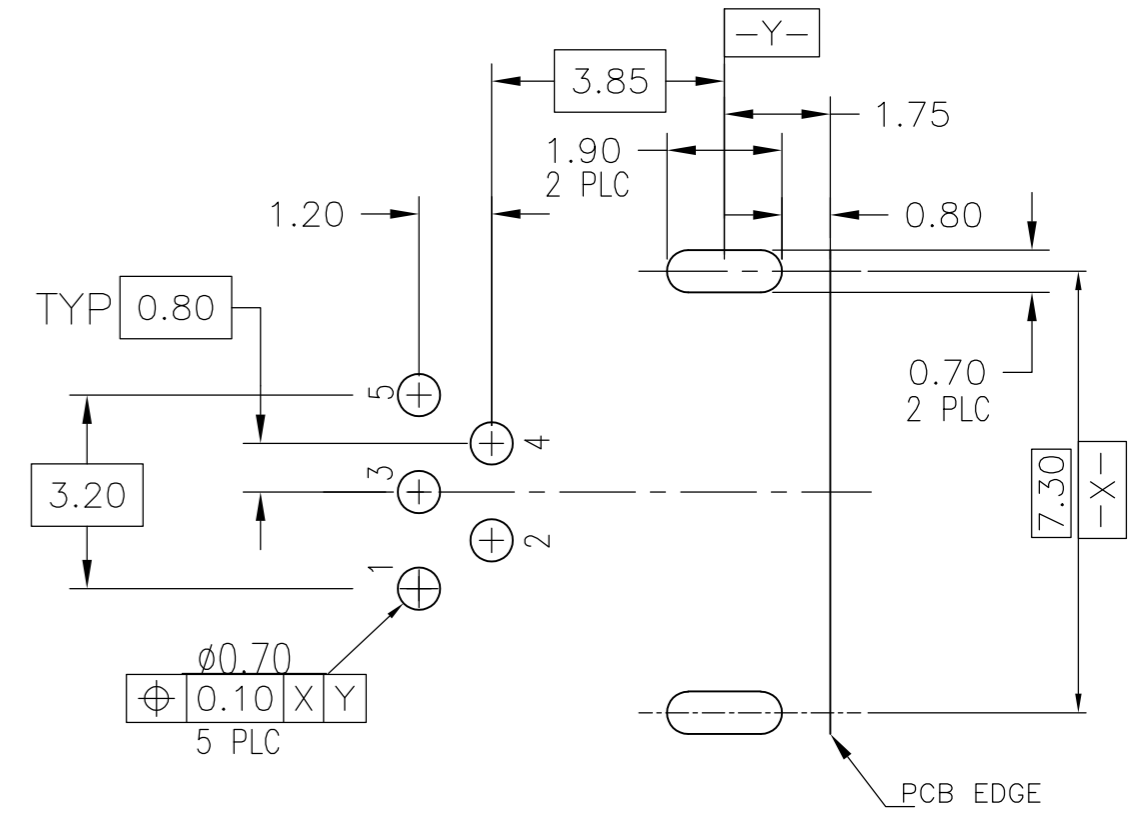 -Y-
3.85
1.75
1.90
2 PLC
1.20
0.80
TYP 0.80
0.70
2 PLC
5
4
3
3.20
7.30
-X-
2
1
ø0.70
⌖ 0.10 X Y
5 PLC
PCB EDGE